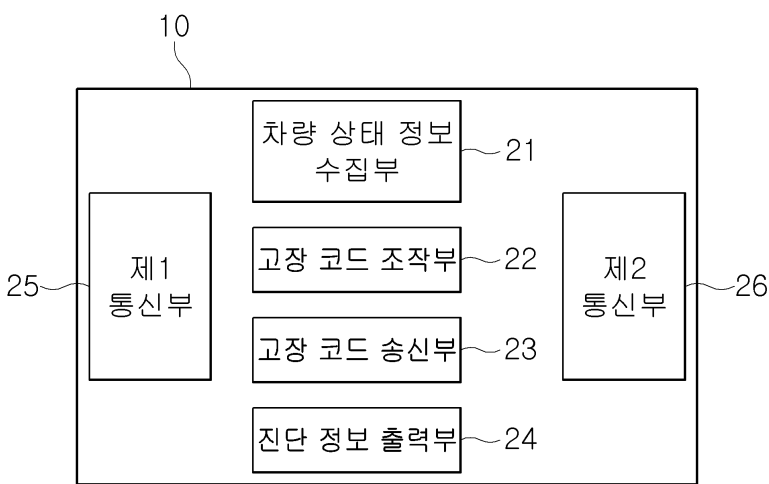 10
차량 상태 정보
수집부
21
고장 코드 조작부
22
고장 코드 송신부
23
진단 정보 출력부
24
25
제1
통신부
제2
통신부
26